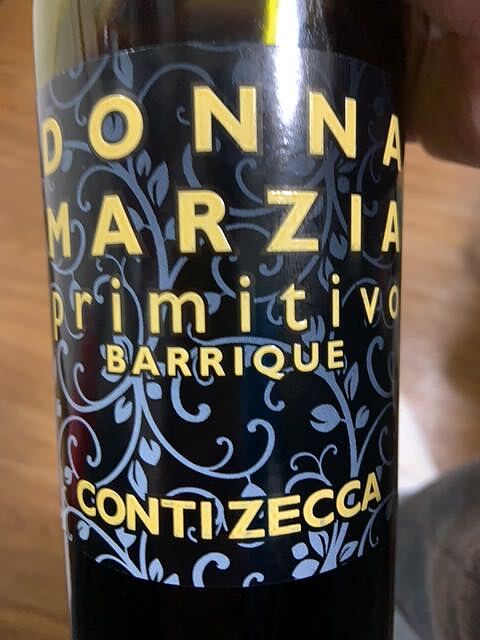 DONNA
MARZIA
primitivo
BARRIQUE
CONTI ZECCA